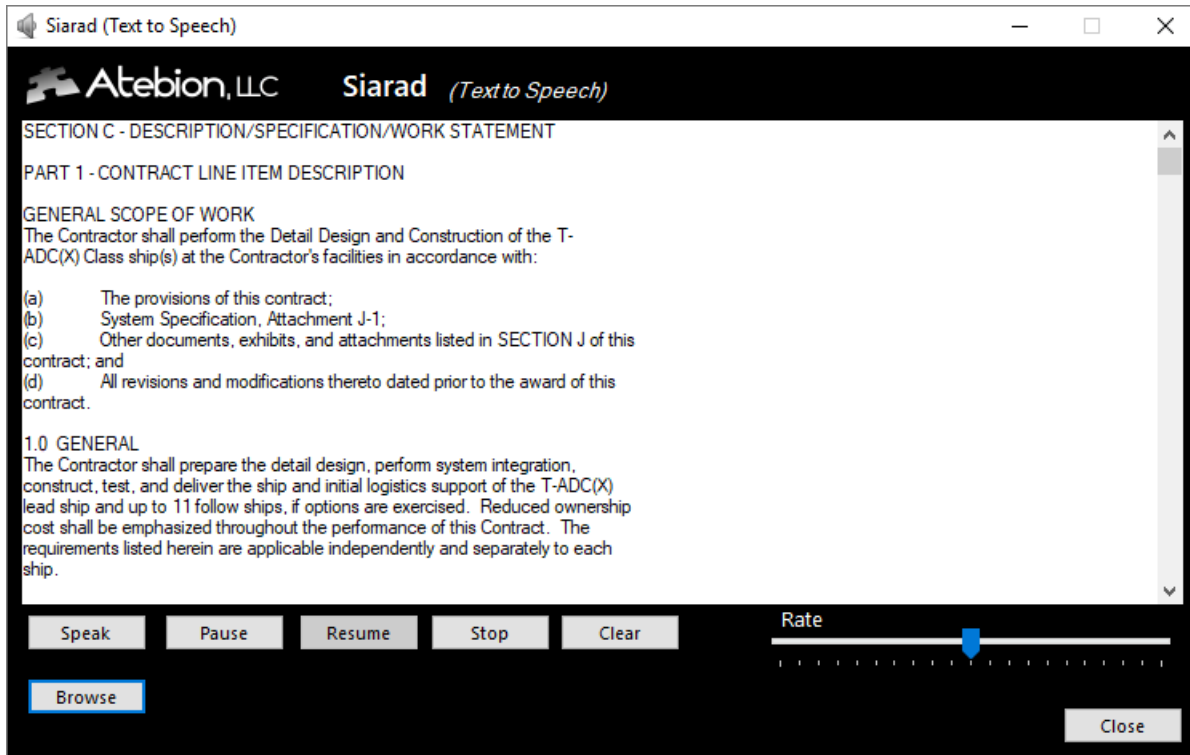 Siarad (Text to Speech)
Atebion, LLC Siarad (Text to Speech)
SECTION C - DESCRIPTION/SPECIFICATION/WORK STATEMENT
PART 1 - CONTRACT LINE ITEM DESCRIPTION
GENERAL SCOPE OF WORK
The Contractor shall perform the Detail Design and Construction of the T-
ADC(X) Class ship(s) at the Contractor's facilities in accordance with:
(a) The provisions of this contract;
(b) System Specification, Attachment J-1;
(c) Other documents, exhibits, and attachments listed in SECTION J of this
contract; and
(d) All revisions and modifications thereto dated prior to the award of this
contract.
1.0 GENERAL
The Contractor shall prepare the detail design, perform system integration,
construct, test, and deliver the ship and initial logistics support of the T-ADC(X)
lead ship and up to 11 follow ships, if options are exercised. Reduced ownership
cost shall be emphasized throughout the performance of this Contract. The
requirements listed herein are applicable independently and separately to each
ship.
Speak Pause Resume Stop Clear Rate
Browse
Close